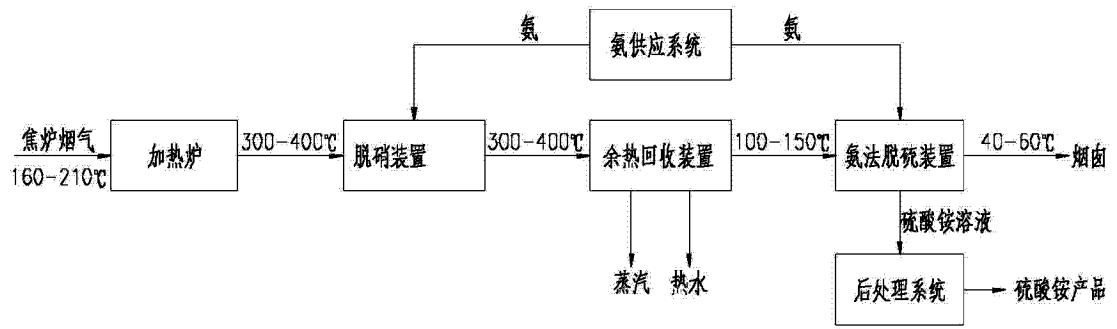 氨
氨供应系统
氨
焦炉烟气
160-210℃
加热炉
300-400℃
脱硝装置
300-400℃
余热回收装置
100-150℃
氨法脱硫装置
40-60℃
烟囱
蒸汽
热水
硫酸铵溶液
后处理系统
硫酸铵产品